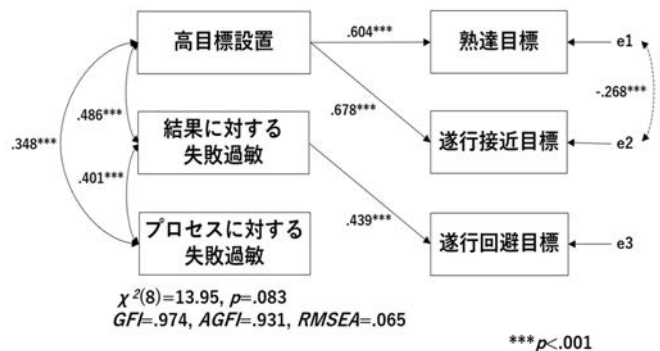 高目標設置
.604***
熟達目標
e1
-.268***
.486***
.678***
.348***
結果に対する
失敗過敏
遂行接近目標
e2
.401***
.439***
プロセスに対する
失敗過敏
遂行回避目標
e3
χ²(8)=13.95, p=.083
GFI=.974, AGFI=.931, RMSEA=.065
***p<.001